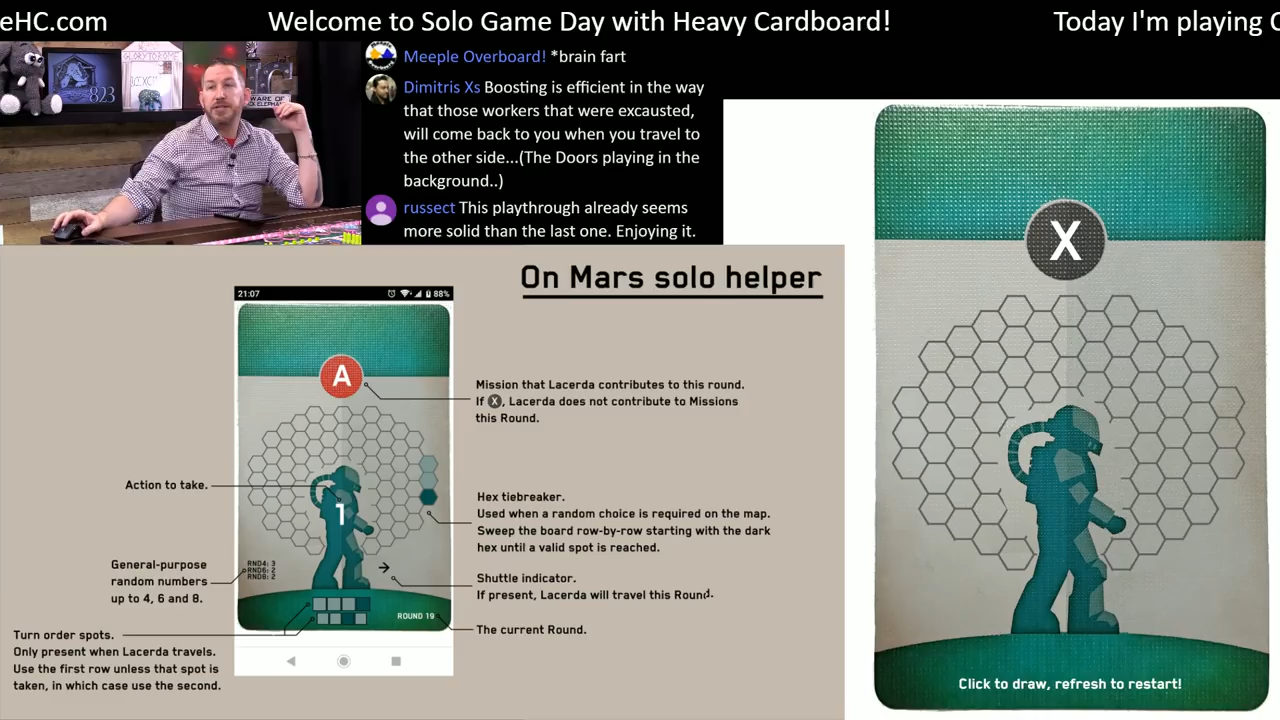 eHC.com
Welcome to Solo Game Day with Heavy Cardboard!
Today I'm playing
Meeple Overboard! *brain fart
Dimitris Xs Boosting is efficient in the way
that those workers that were excausted,
will come back to you when you travel to
the other side...(The Doors playing in the
background..)
russect This playthrough already seems
more solid than the last one. Enjoying it.
823
On Mars solo helper
21:07
88%
A
Mission that Lacerda contributes to this round.
If X, Lacerda does not contribute to Missions
this Round.
Action to take.
1
Hex tiebreaker.
Used when a random choice is required on the map.
Sweep the board row-by-row starting with the dark
hex until a valid spot is reached.
General-purpose
random numbers
up to 4, 6 and 8.
RND4: 3
RND6: 2
RND8: 2
Shuttle indicator.
If present, Lacerda will travel this Round.
ROUND 19
The current Round.
Turn order spots.
Only present when Lacerda travels.
Use the first row unless that spot is
taken, in which case use the second.
X
Click to draw, refresh to restart!